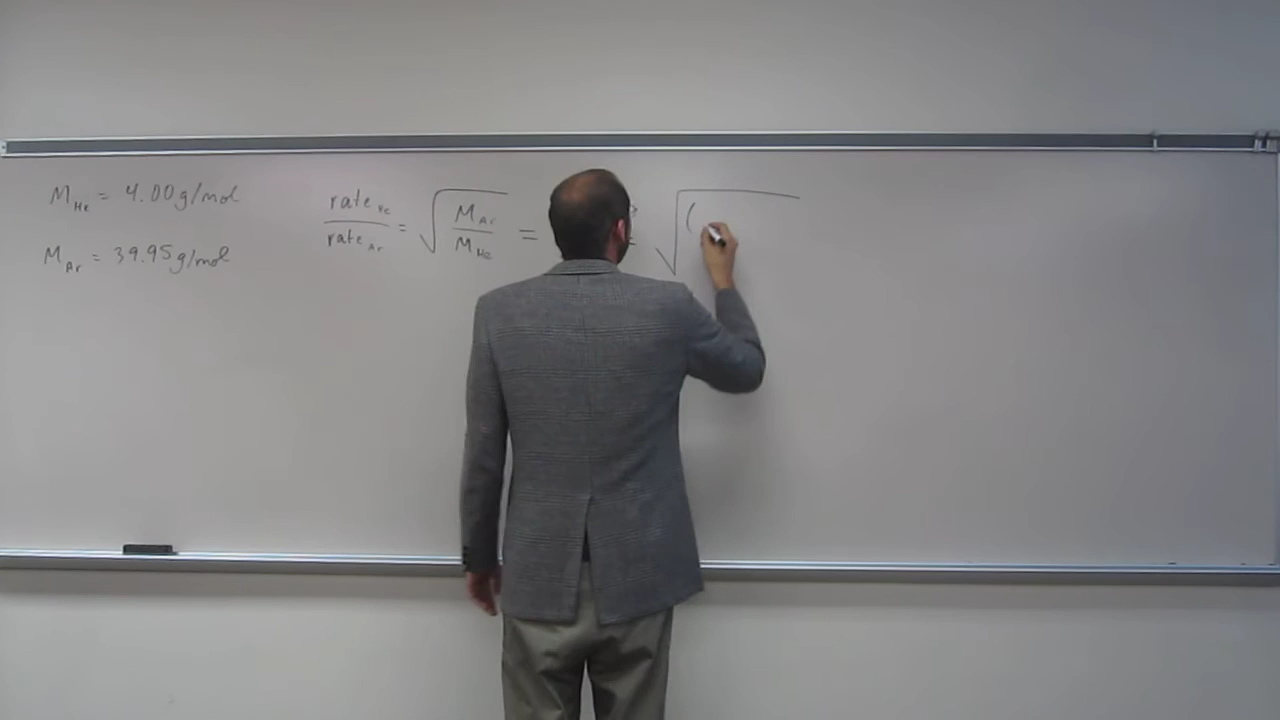 M_He = 4.00 g/mol
M_Ar = 39.95 g/mol
rate_He / rate_Ar = √(M_Ar / M_He) =
= √(